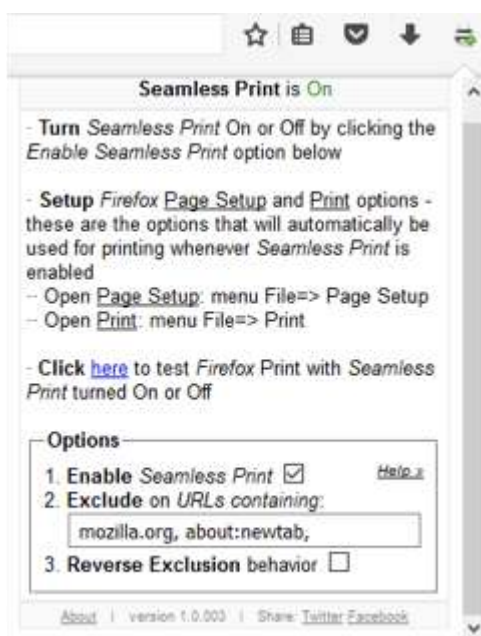 Seamless Print is On
- Turn Seamless Print On or Off by clicking the
Enable Seamless Print option below
- Setup Firefox Page Setup and Print options -
these are the options that will automatically be
used for printing whenever Seamless Print is
enabled
-- Open Page Setup: menu File=> Page Setup
-- Open Print: menu File=> Print
- Click here to test Firefox Print with Seamless
Print turned On or Off
Options
1. Enable Seamless Print Help »
2. Exclude on URLs containing:
mozilla.org, about:newtab,
3. Reverse Exclusion behavior
About | version 1.0.003 | Share: Twitter Facebook